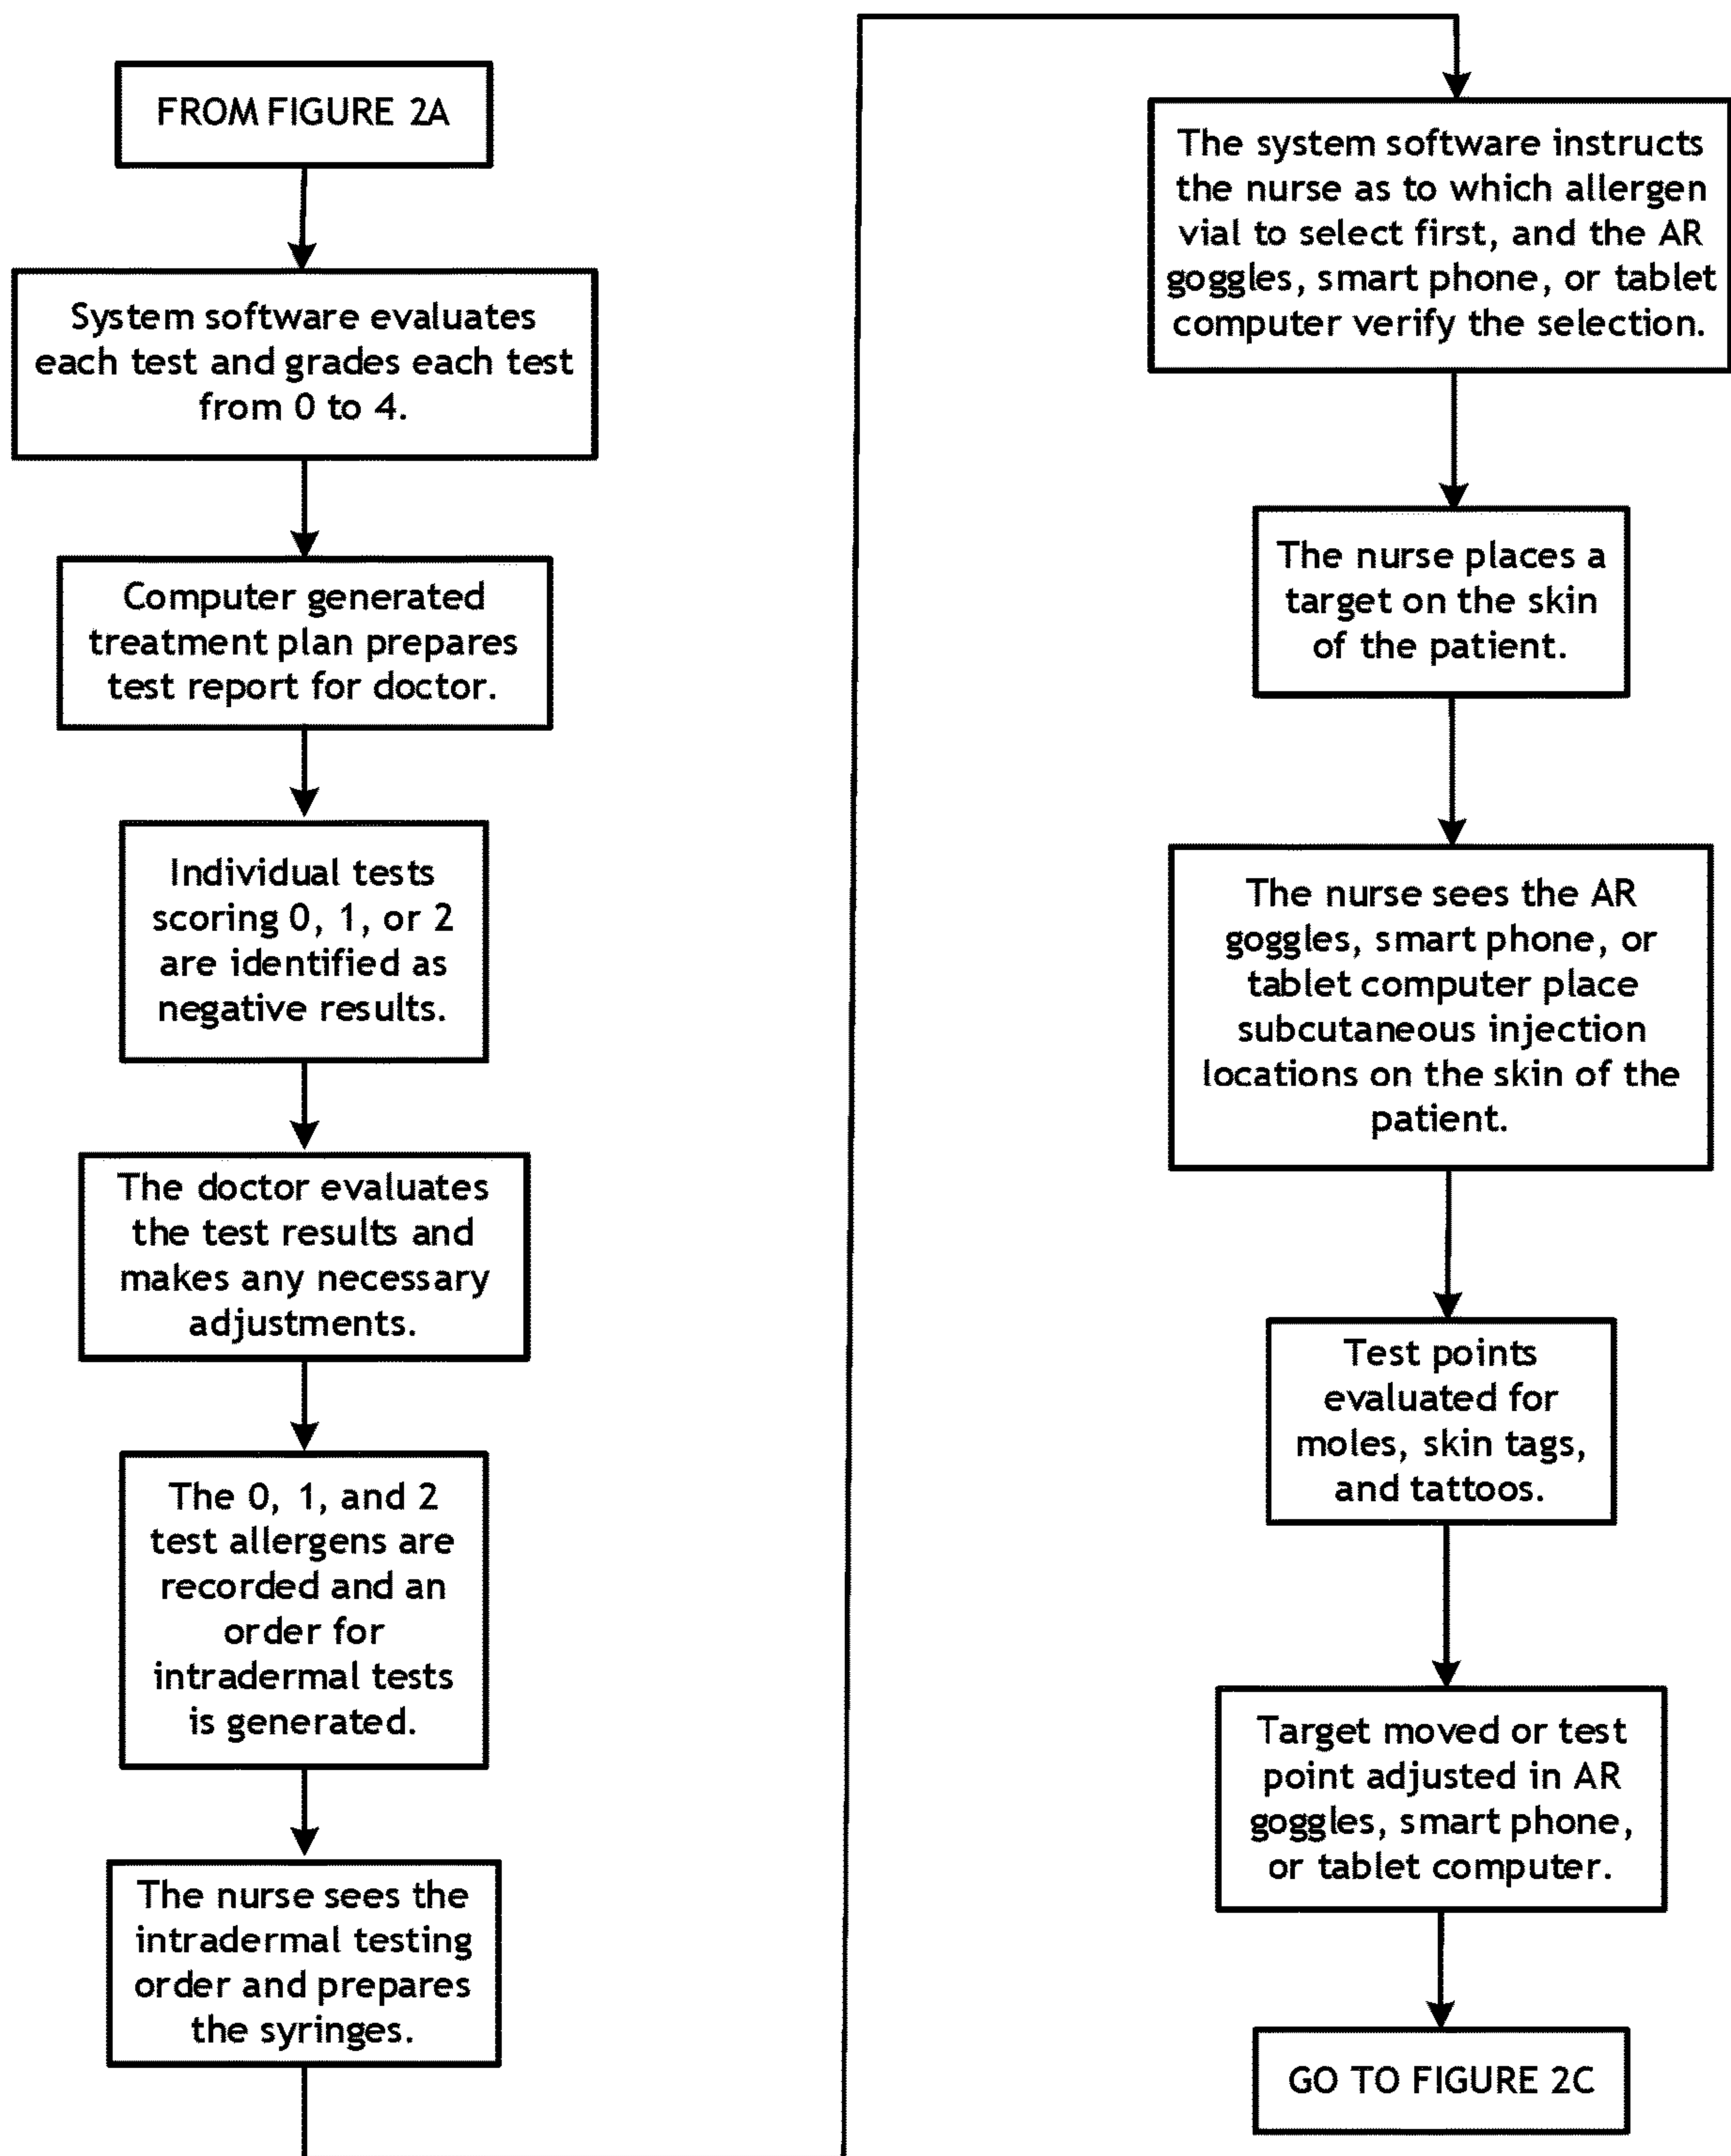 FROM FIGURE 2A
System software evaluates
each test and grades each test
from 0 to 4.
Computer generated
treatment plan prepares
test report for doctor.
Individual tests
scoring 0, 1, or 2
are identified as
negative results.
The doctor evaluates
the test results and
makes any necessary
adjustments.
The 0, 1, and 2
test allergens are
recorded and an
order for
intradermal tests
is generated.
The nurse sees the
intradermal testing
order and prepares
the syringes.
The system software instructs
the nurse as to which allergen
vial to select first, and the AR
goggles, smart phone, or tablet
computer verify the selection.
The nurse places a
target on the skin
of the patient.
The nurse sees the AR
goggles, smart phone, or
tablet computer place
subcutaneous injection
locations on the skin of the
patient.
Test points
evaluated for
moles, skin tags,
and tattoos.
Target moved or test
point adjusted in AR
goggles, smart phone,
or tablet computer.
GO TO FIGURE 2C